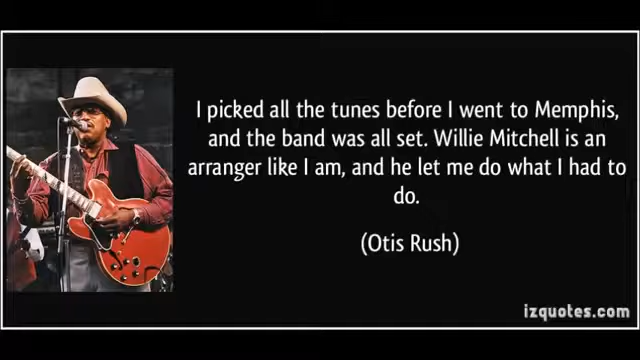 I picked all the tunes before I went to Memphis,
and the band was all set. Willie Mitchell is an
arranger like I am, and he let me do what I had to
do.
(Otis Rush)
izquotes.com